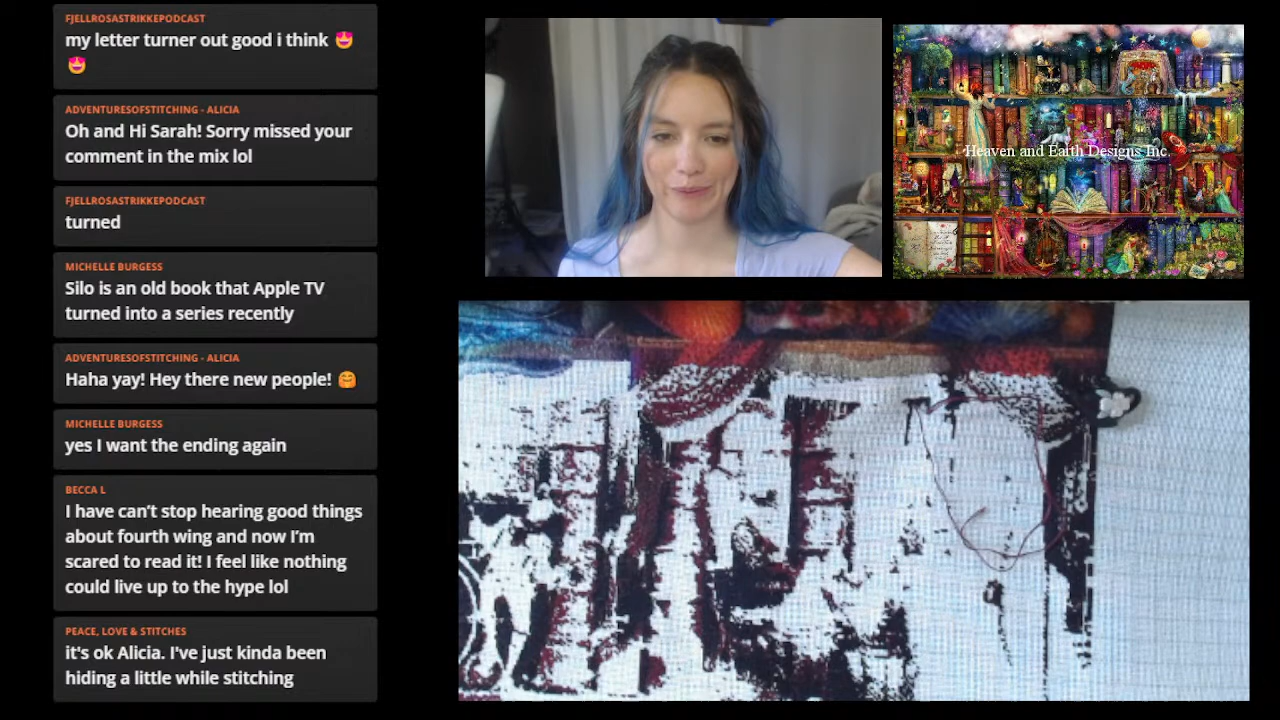 FJELLROSASTRIKKEPODCAST
my letter turner out good i think 😍
😍
ADVENTURESOFSTITCHING - ALICIA
Oh and Hi Sarah! Sorry missed your
comment in the mix lol
FJELLROSASTRIKKEPODCAST
turned
MICHELLE BURGESS
Silo is an old book that Apple TV
turned into a series recently
ADVENTURESOFSTITCHING - ALICIA
Haha yay! Hey there new people! 🤗
MICHELLE BURGESS
yes I want the ending again
BECCA L
I have can’t stop hearing good things
about fourth wing and now I’m
scared to read it! I feel like nothing
could live up to the hype lol
PEACE, LOVE & STITCHES
it's ok Alicia. I've just kinda been
hiding a little while stitching
Heaven and Earth Designs Inc.